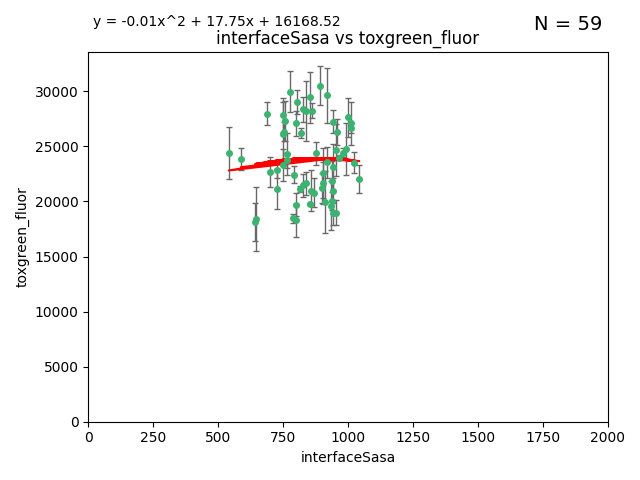 y = -0.01x^2 + 17.75x + 16168.52
N = 59
interfaceSasa vs toxgreen_fluor
30000
25000
20000
15000
10000
5000
0
toxgreen_fluor
0 250 500 750 1000 1250 1500 1750 2000
interfaceSasa